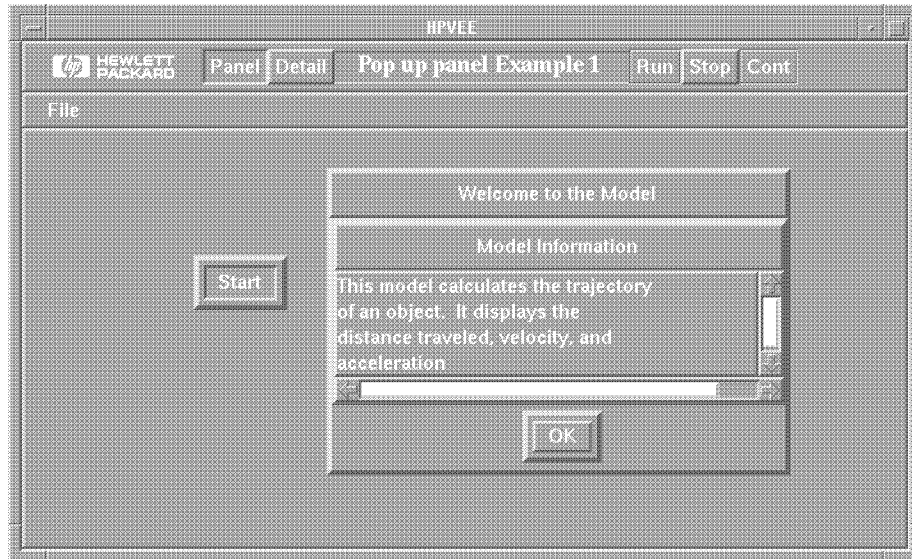 HPVEE
hp HEWLETT PACKARD Panel Detail Pop up panel Example 1 Run Stop Cont
File
Welcome to the Model
Model Information
Start
This model calculates the trajectory
of an object. It displays the
distance traveled, velocity, and
acceleration
OK